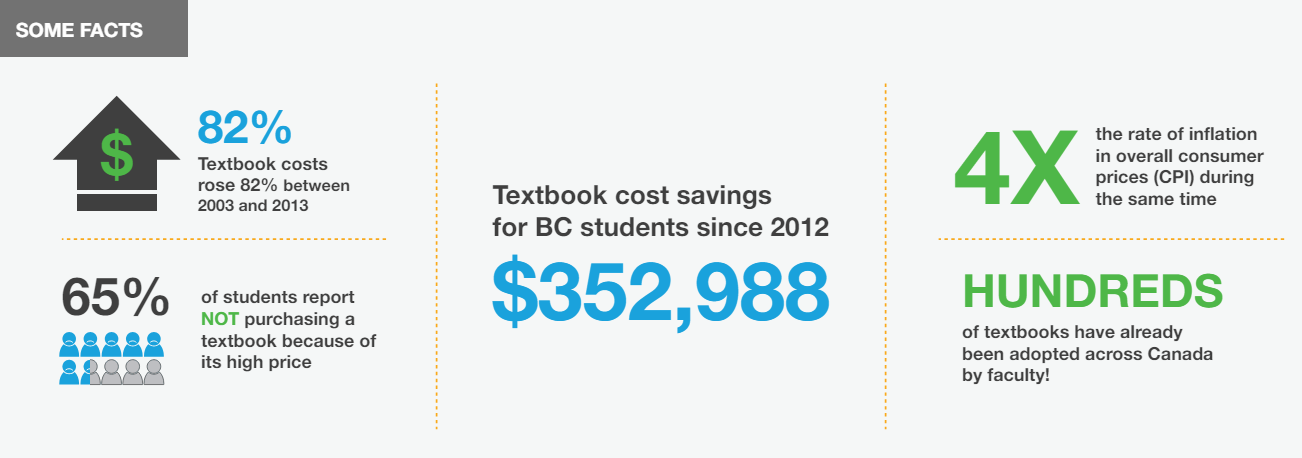 SOME FACTS
$
82%
Textbook costs
rose 82% between
2003 and 2013
65%
of students report
NOT purchasing a
textbook because of
its high price
Textbook cost savings
for BC students since 2012
$352,988
4X
the rate of inflation
in overall consumer
prices (CPI) during
the same time
HUNDREDS
of textbooks have already
been adopted across Canada
by faculty!